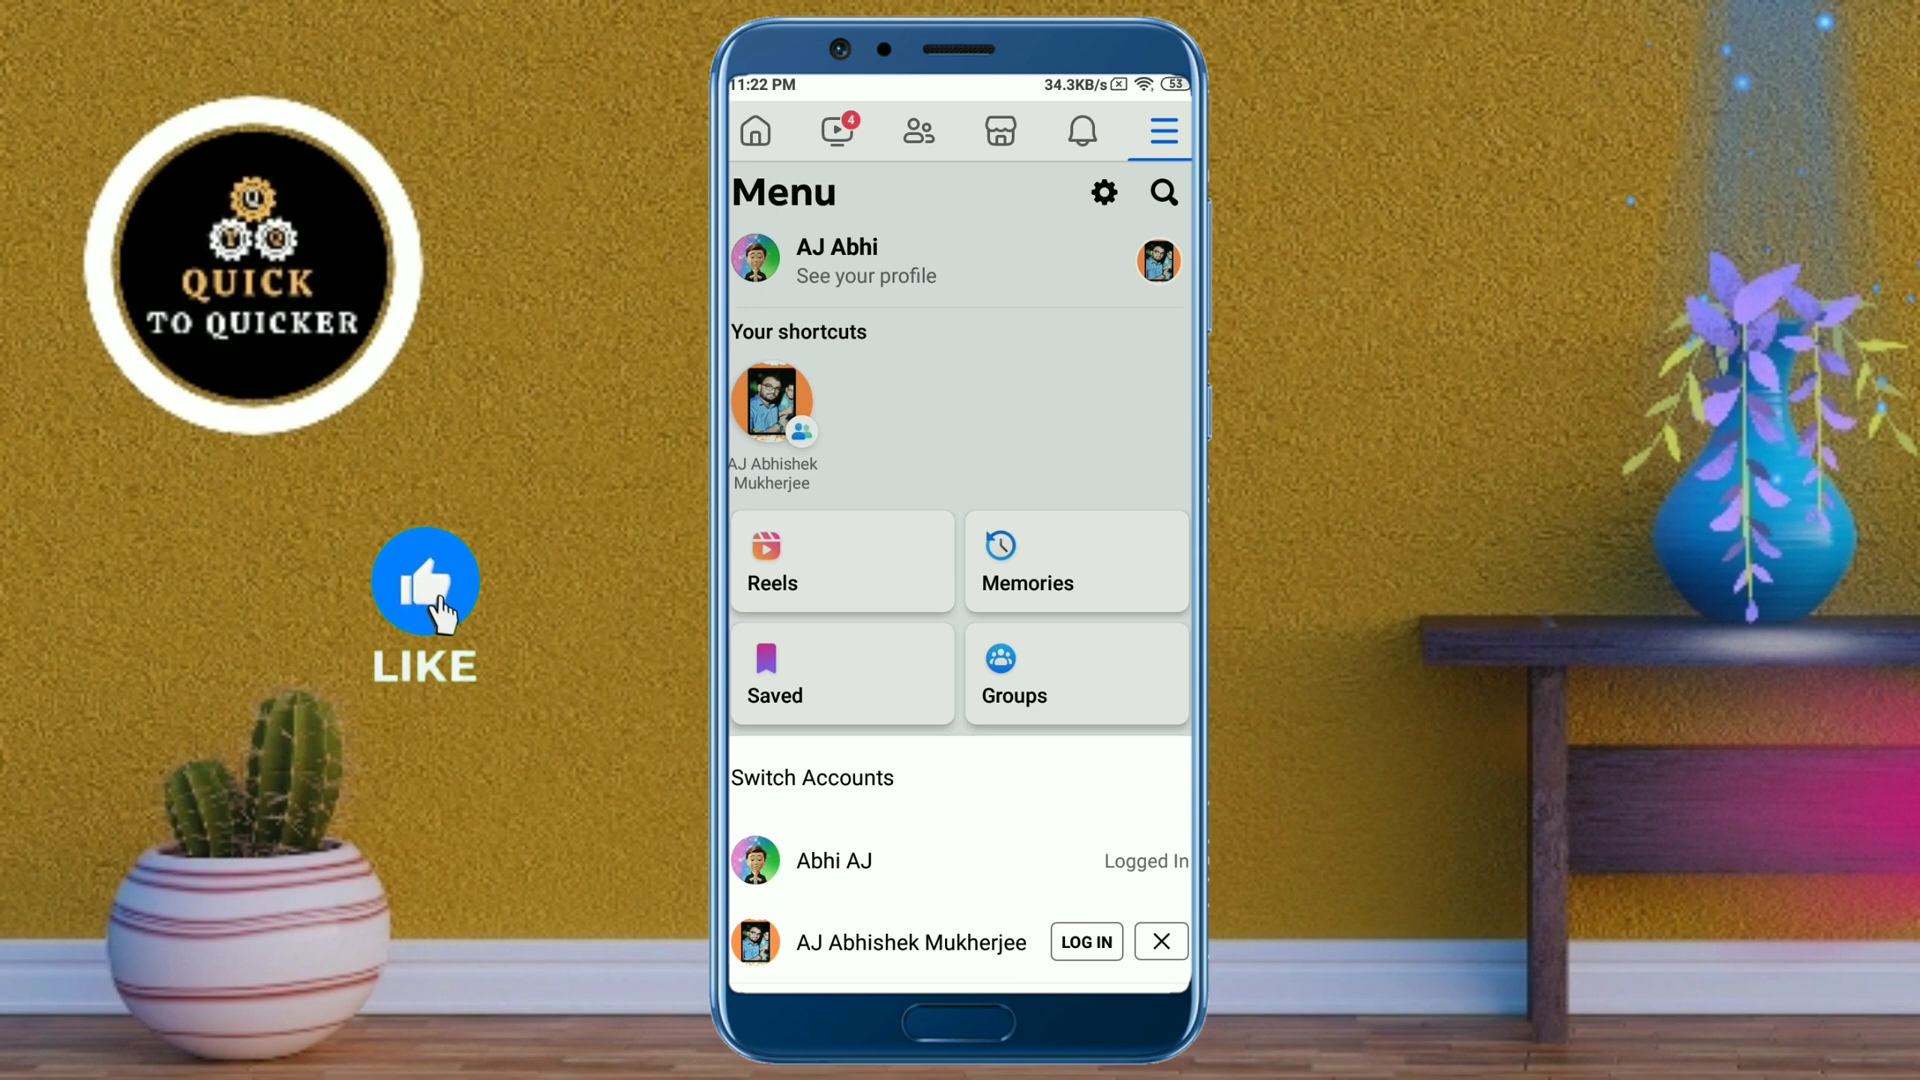 11:22 PM
34.3KB/s
53
4
Menu
AJ Abhi
See your profile
Your shortcuts
AJ Abhishek
Mukherjee
Reels
Memories
Saved
Groups
Switch Accounts
Abhi AJ
Logged In
AJ Abhishek Mukherjee
LOG IN
Q
T Q
QUICK
TO QUICKER
LIKE